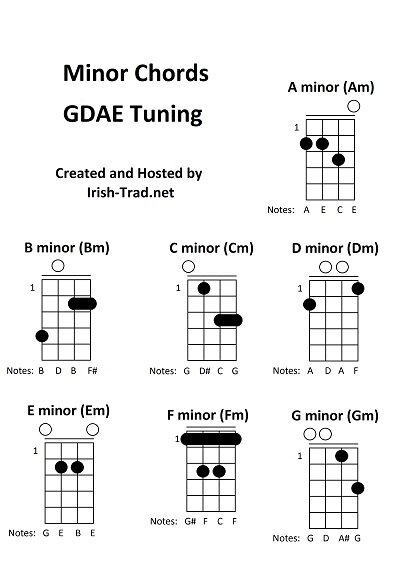 Minor Chords
GDAE Tuning
Created and Hosted by
Irish-Trad.net
A minor (Am)
1
Notes: A E C E
B minor (Bm)
1
Notes: B D B F#
C minor (Cm)
1
Notes: G D# C G
D minor (Dm)
1
Notes: A D A F
E minor (Em)
1
Notes: G E B E
F minor (Fm)
1
Notes: G# F C F
G minor (Gm)
1
Notes: G D A# G